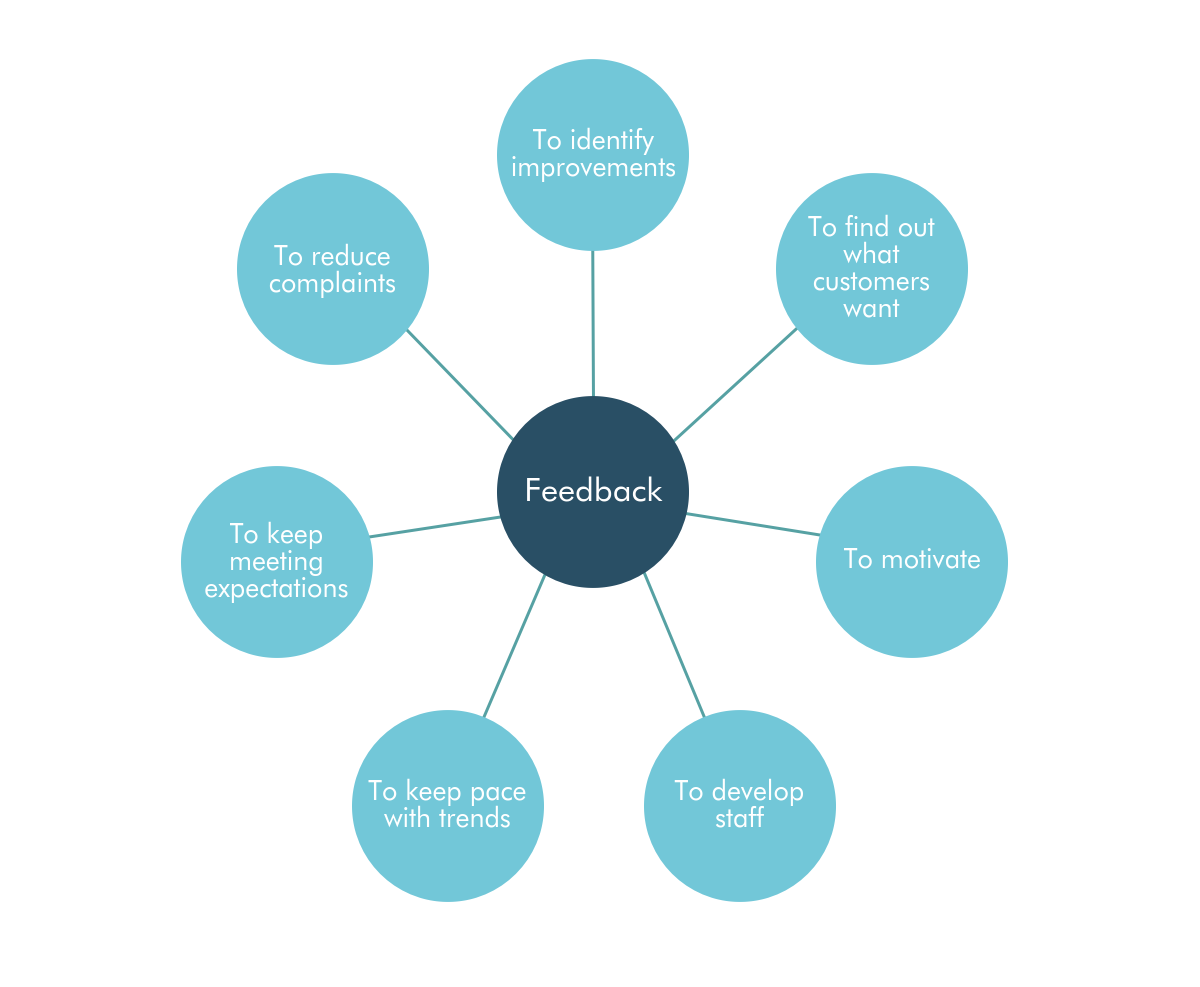 To identify
improvements
To find out
what
customers
want
To reduce
complaints
Feedback
To motivate
To keep
meeting
expectations
To keep pace
with trends
To develop
staff